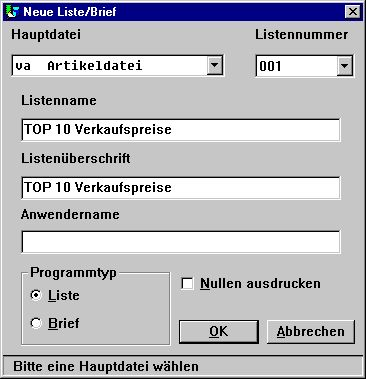 Neue Liste/Brief
Hauptdatei Listennummer
va Artikeldatei 001
Listenname
TOP 10 Verkaufspreise
Listenüberschrift
TOP 10 Verkaufspreise
Anwendername
Programmtyp
Liste
Nullen ausdrucken
Brief
OK Abbrechen
Bitte eine Hauptdatei wählen